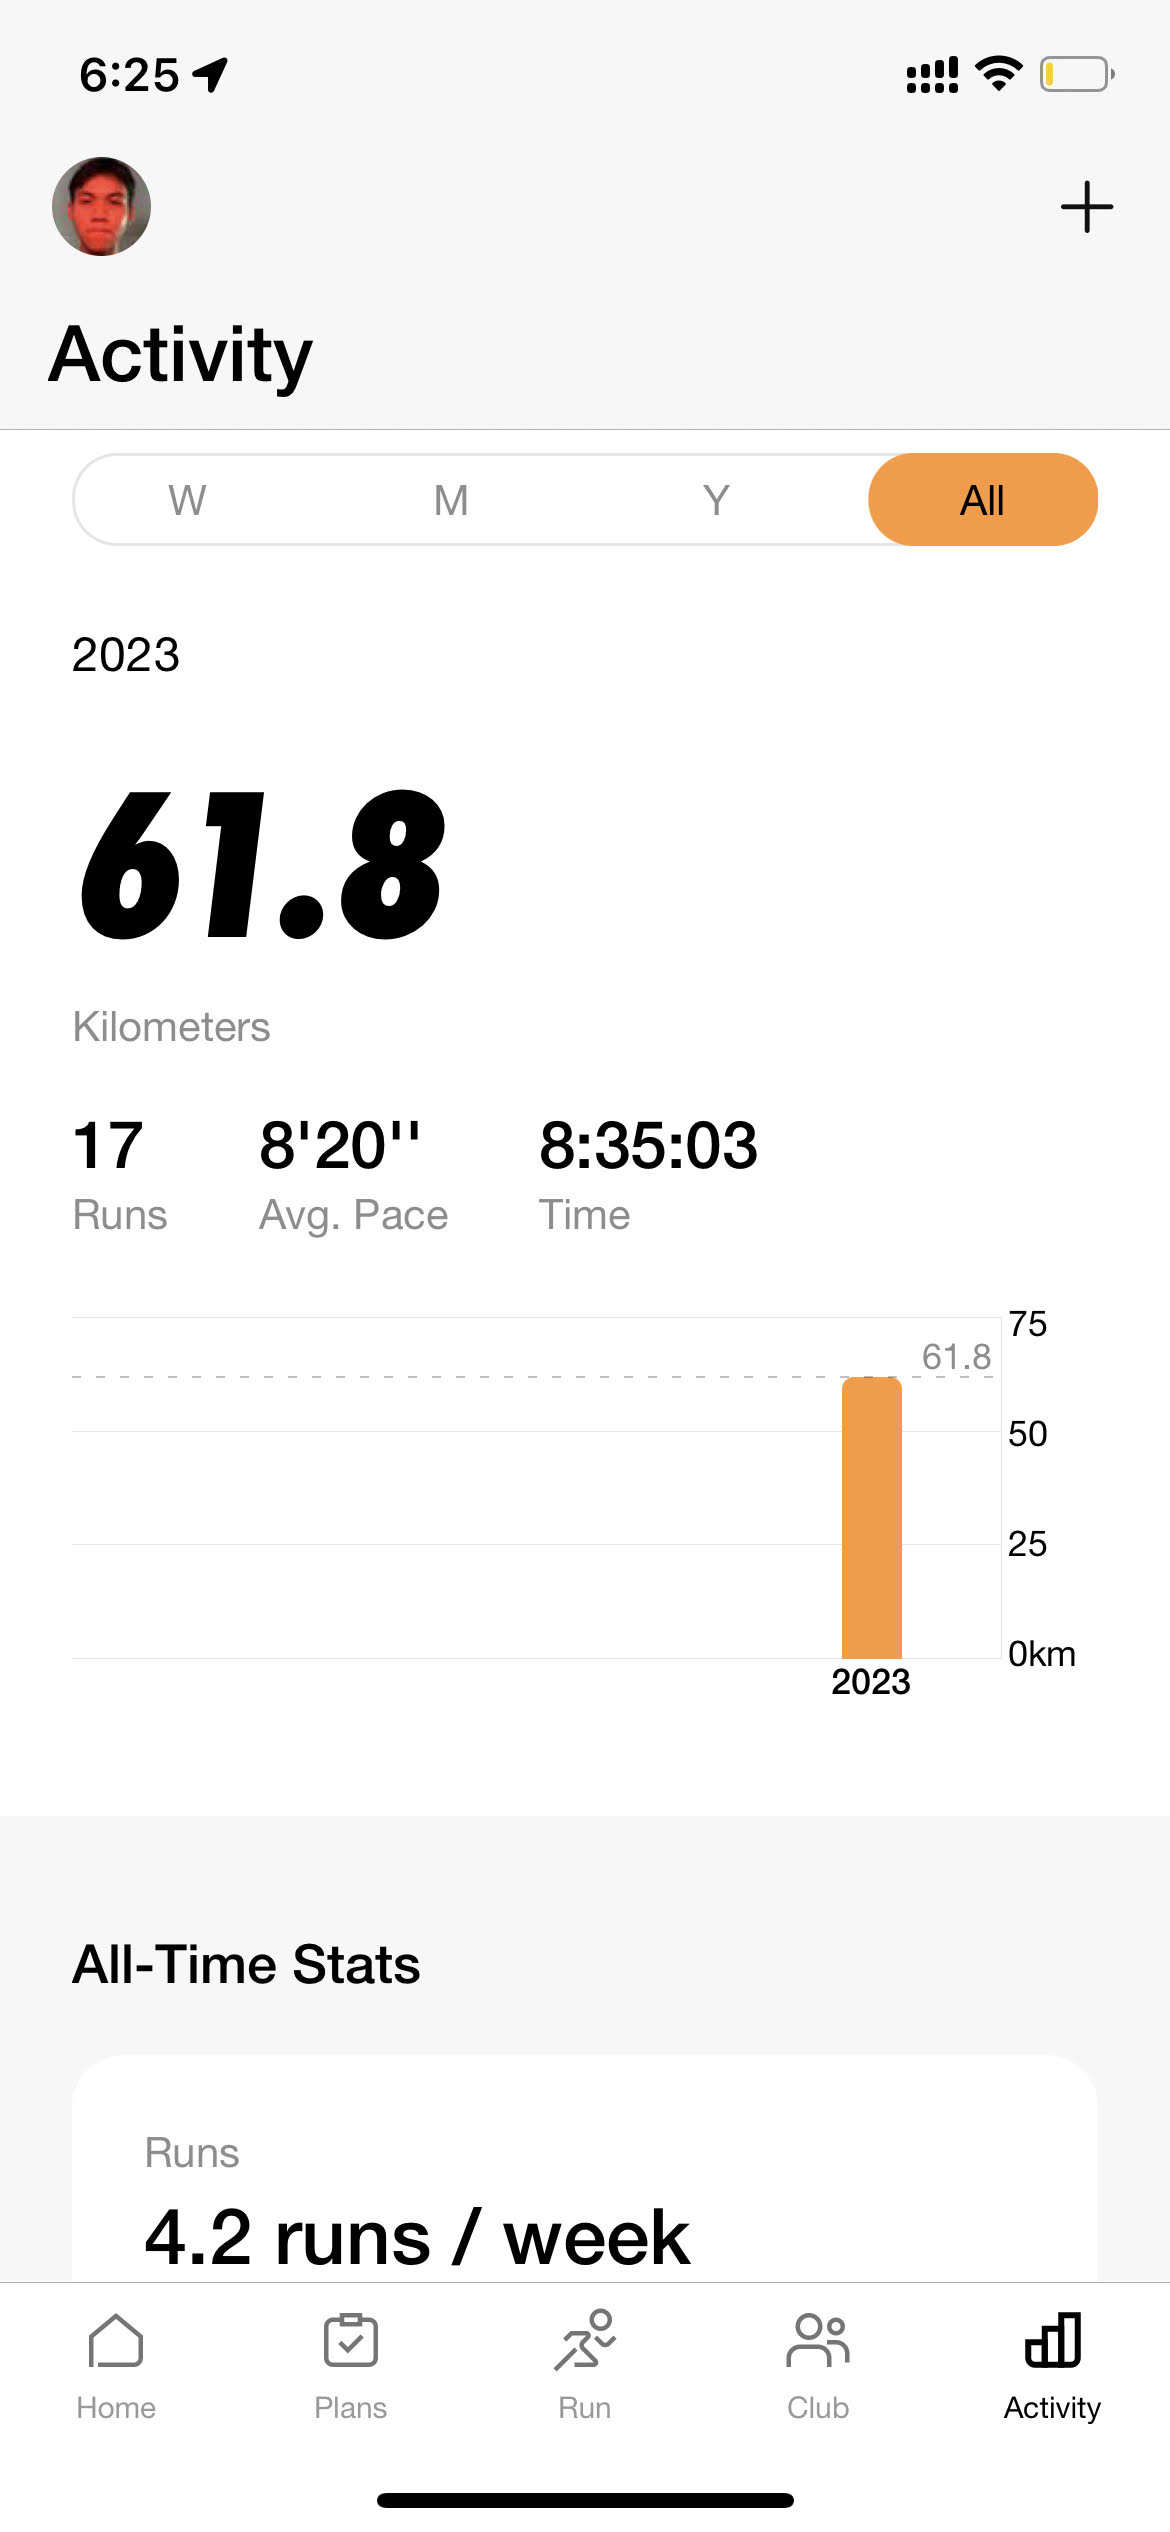 6:25
Activity
W M Y All
2023
61.8
Kilometers
17 8'20'' 8:35:03
Runs Avg. Pace Time
75
61.8
50
25
0km
2023
All-Time Stats
Runs
4.2 runs / week
Home Plans Run Club Activity